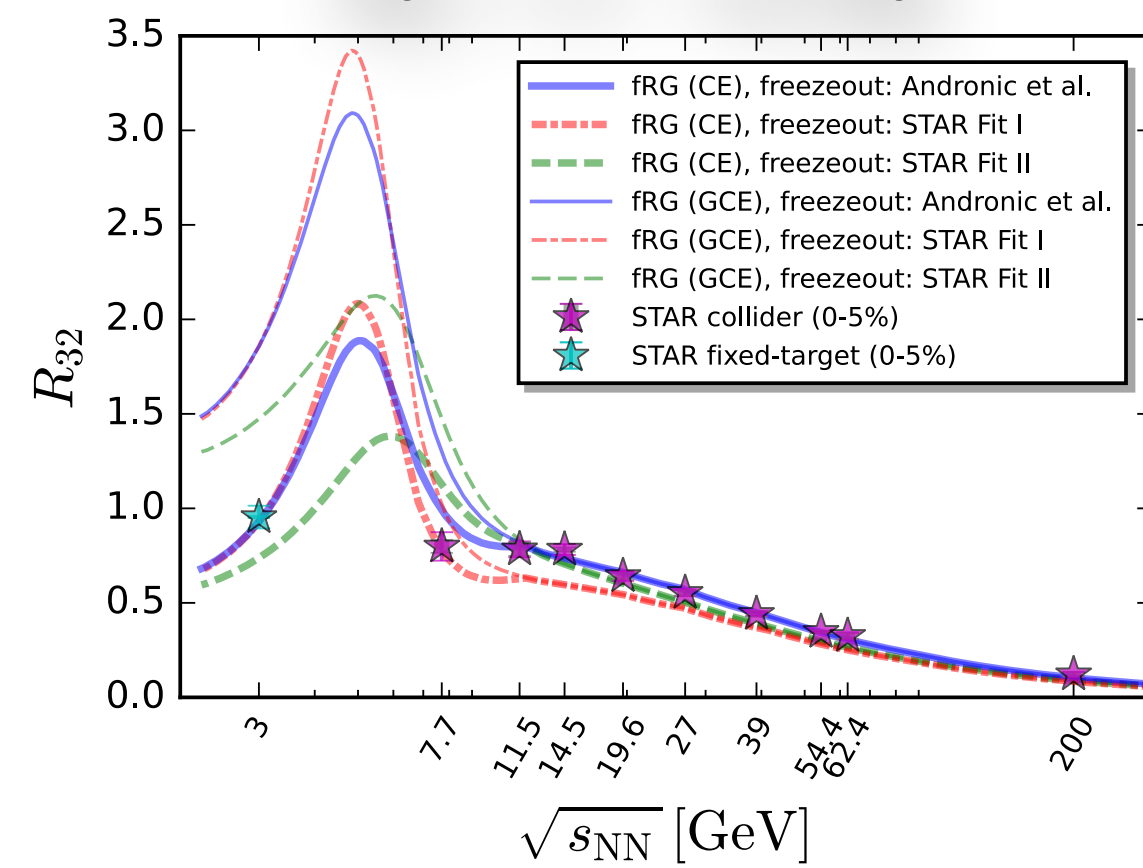 3.5
3.0
2.5
2.0
1.5
1.0
0.5
0.0
R32
fRG (CE), freezeout: Andronic et al.
fRG (CE), freezeout: STAR Fit I
fRG (CE), freezeout: STAR Fit II
fRG (GCE), freezeout: Andronic et al.
fRG (GCE), freezeout: STAR Fit I
fRG (GCE), freezeout: STAR Fit II
STAR collider (0-5%)
STAR fixed-target (0-5%)
3 7.7 11.5 14.5 19.6 27 39 54.4 62.4 200
√sNN [GeV]